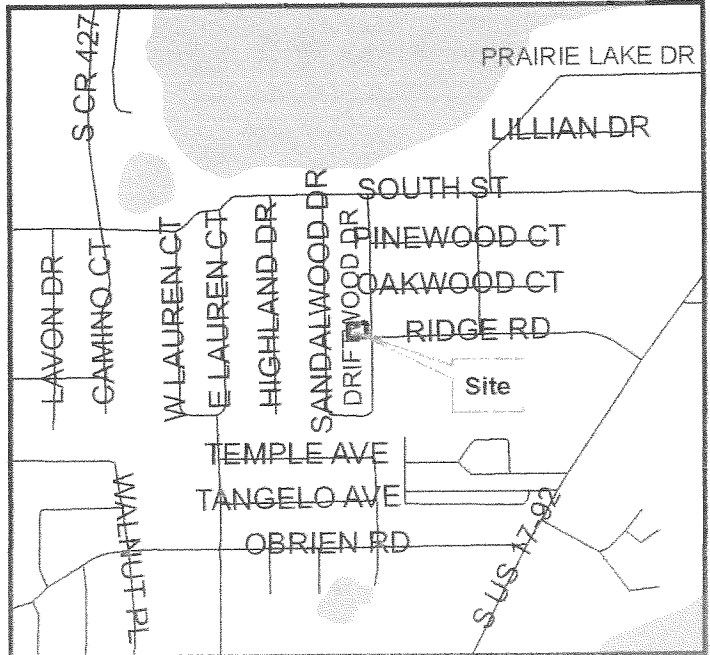 S CR 427
PRAIRIE LAKE DR
LILLIAN DR
SOUTH ST
PINEWOOD CT
OAKWOOD CT
RIDGE RD
LAVON DR
CAMINO CT
W LAUREN CT
E LAUREN CT
HIGHLAND DR
SANDALWOOD DR
DRIFTWOOD DR
Site
TEMPLE AVE
TANGELO AVE
OBRIEN RD
WALNUT PL
S US 17-92